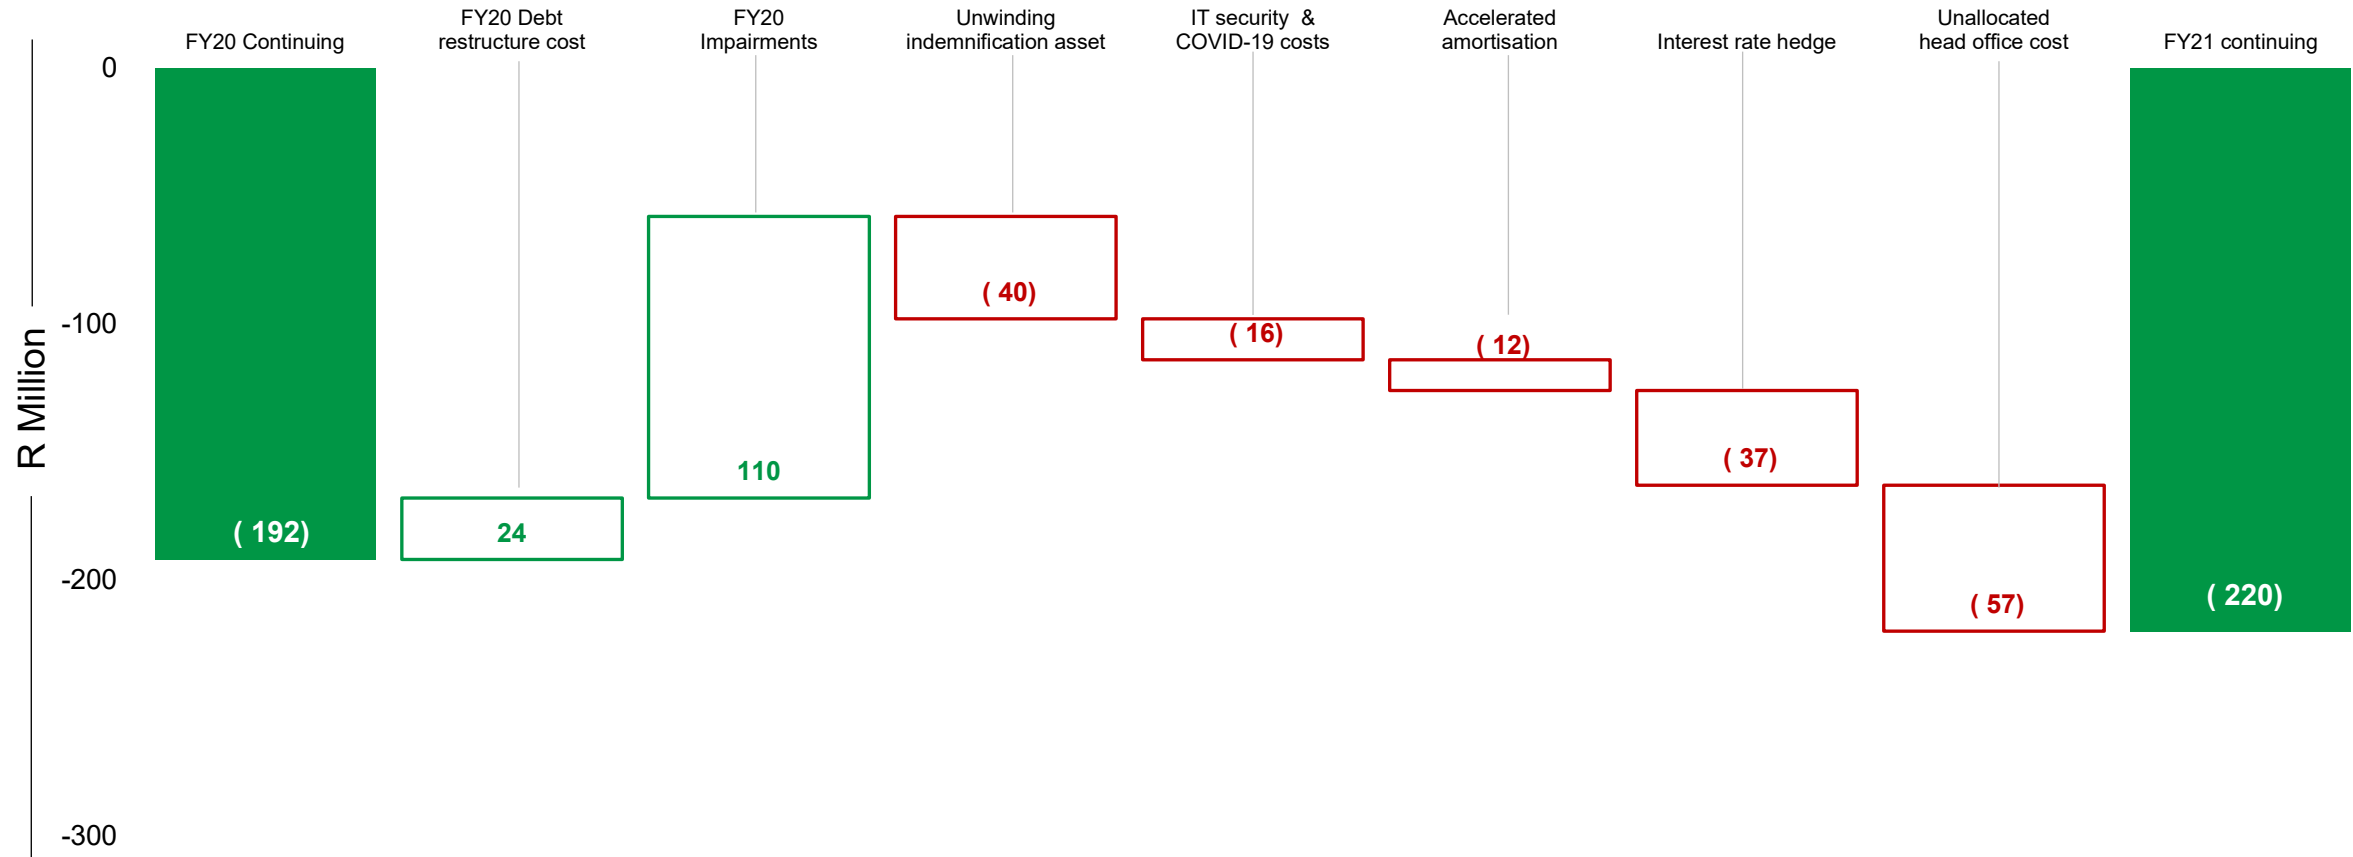 FY20 Continuing
FY20 Debt
restructure cost
FY20
Impairments
Unwinding
indemnification asset
IT security  &
COVID-19 costs
Accelerated
amortisation
Interest rate hedge
Unallocated
head office cost
FY21 continuing
R Million
0
-100
-200
-300
( 192)
24
110
( 40)
( 16)
( 12)
( 37)
( 57)
( 220)